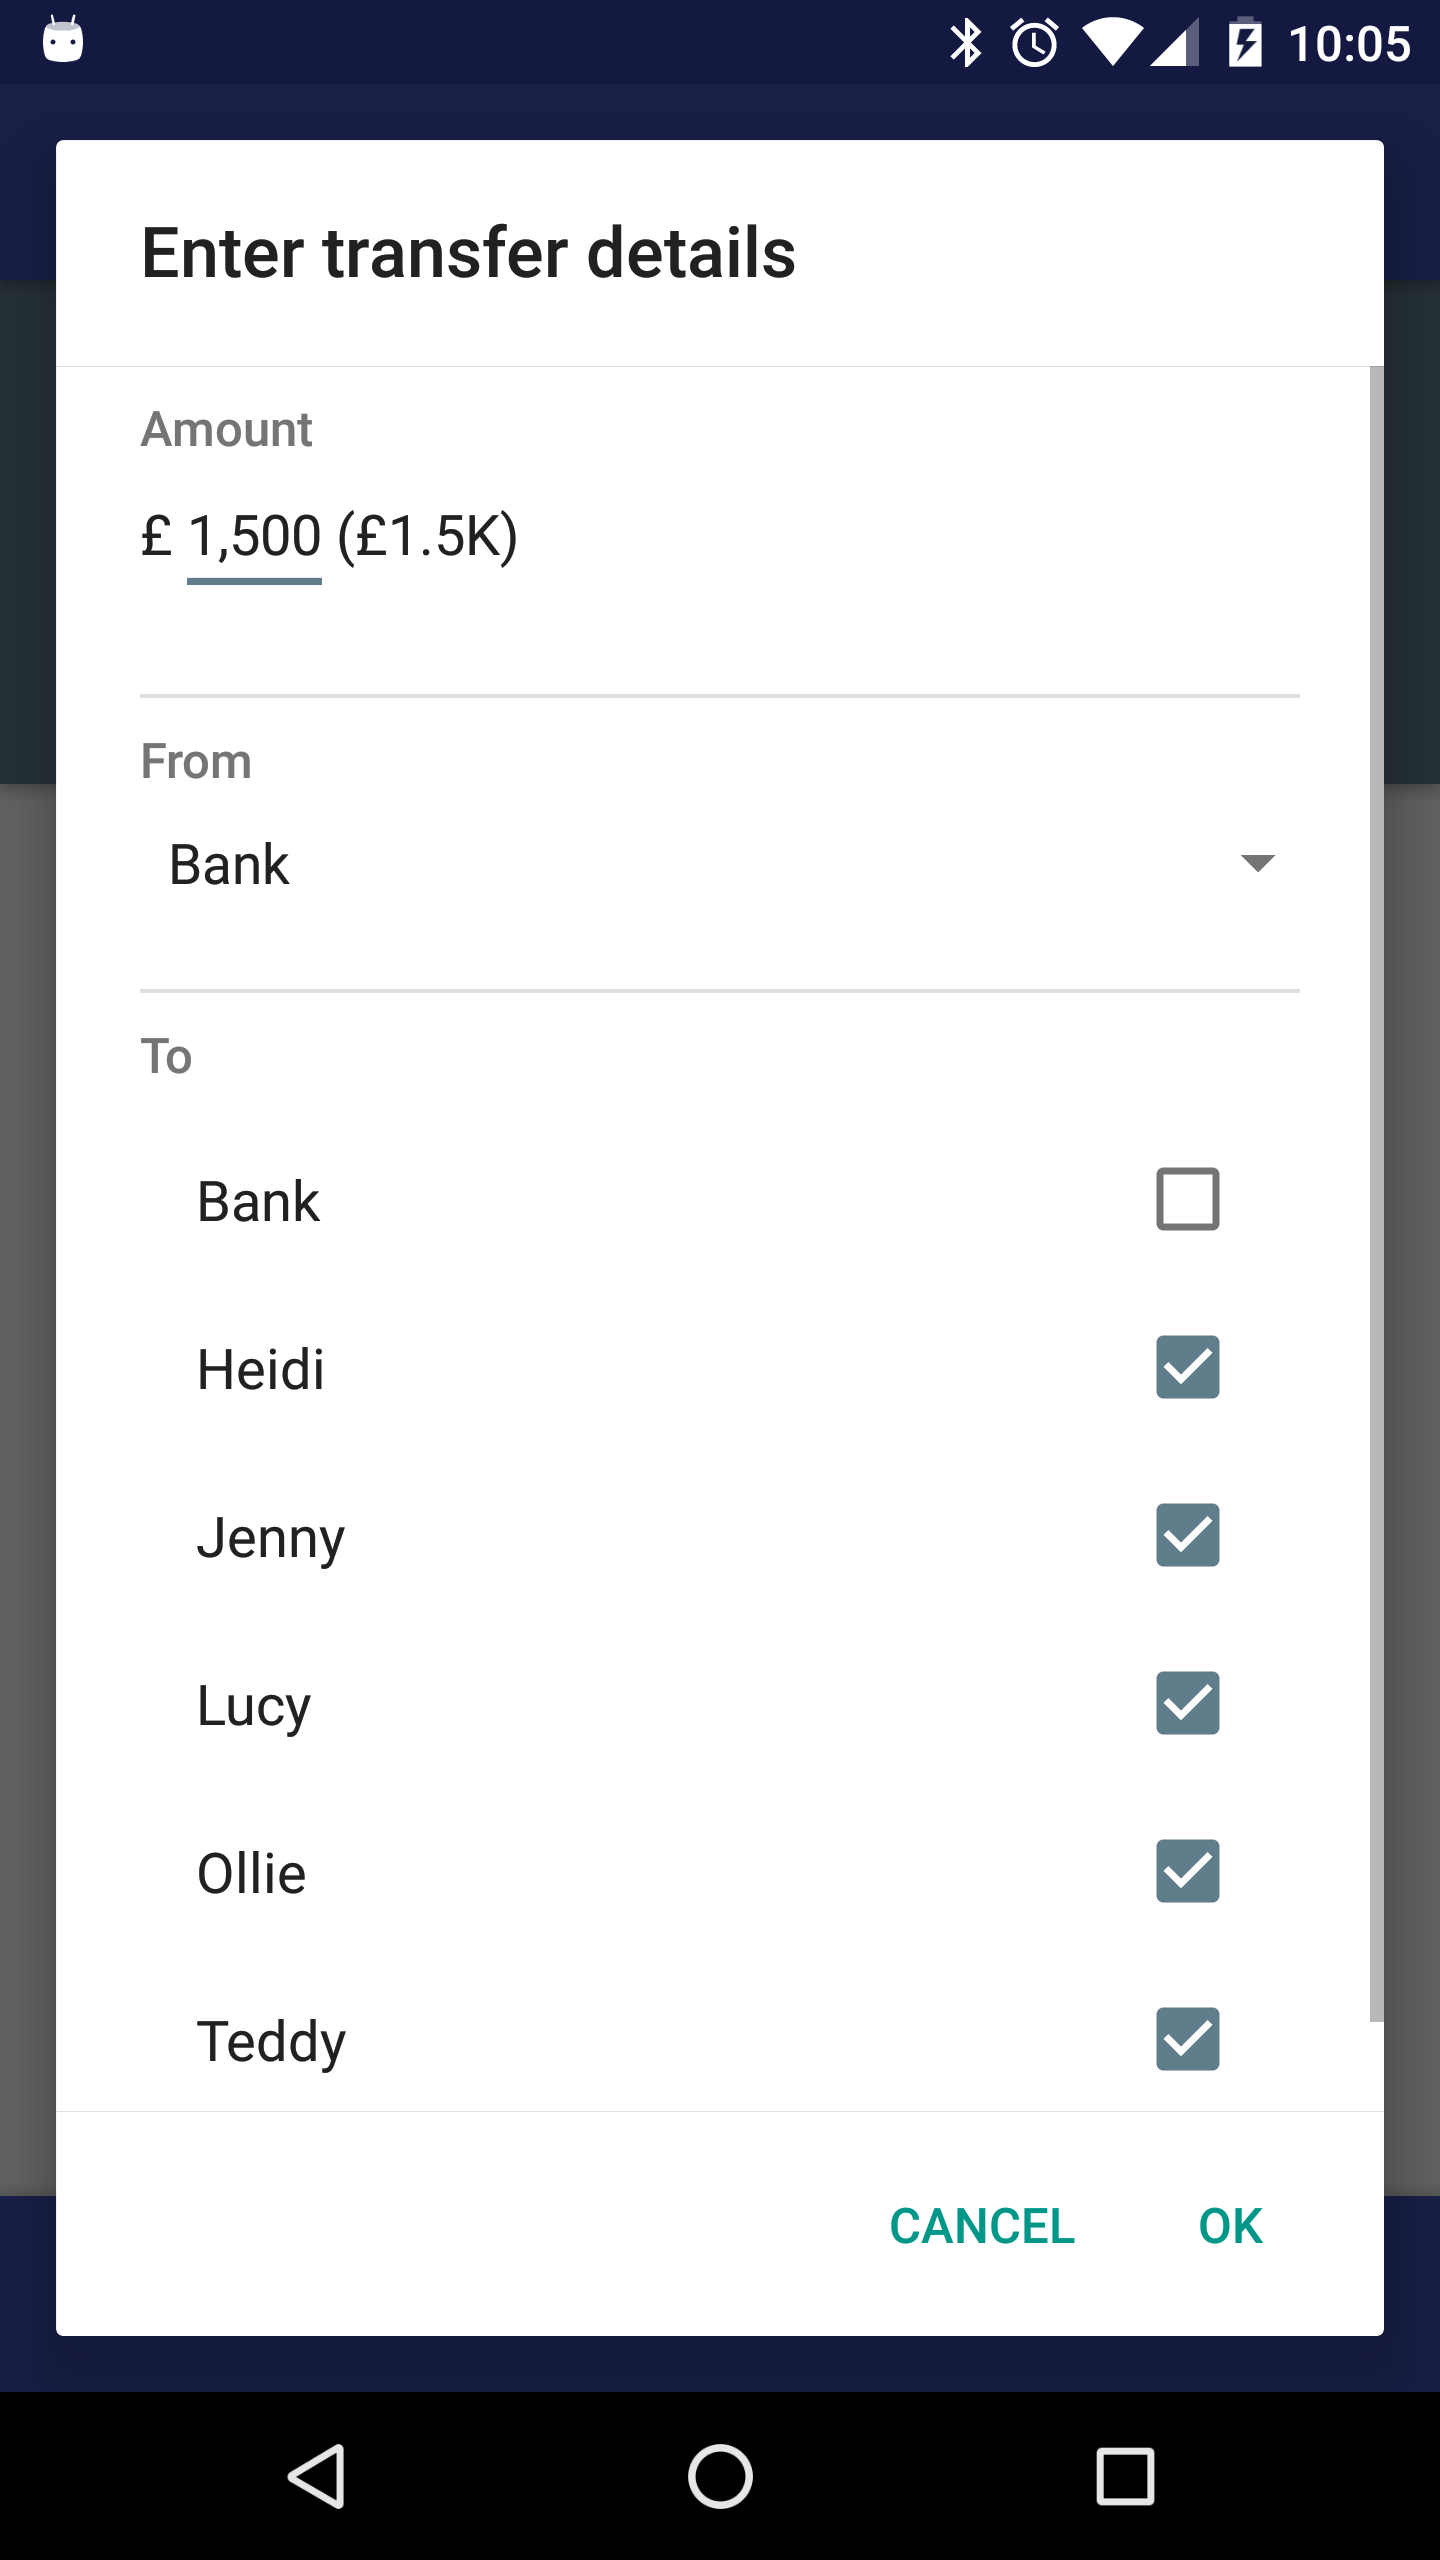 10:05
Enter transfer details
Amount
£ 1,500 (£1.5K)
From
Bank
To
Bank
Heidi
Jenny
Lucy
Ollie
Teddy
CANCEL OK